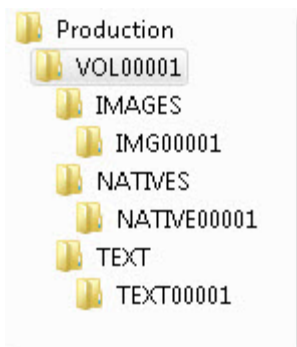 Production
VOL00001
IMAGES
IMG00001
NATIVES
NATIVE00001
TEXT
TEXT00001